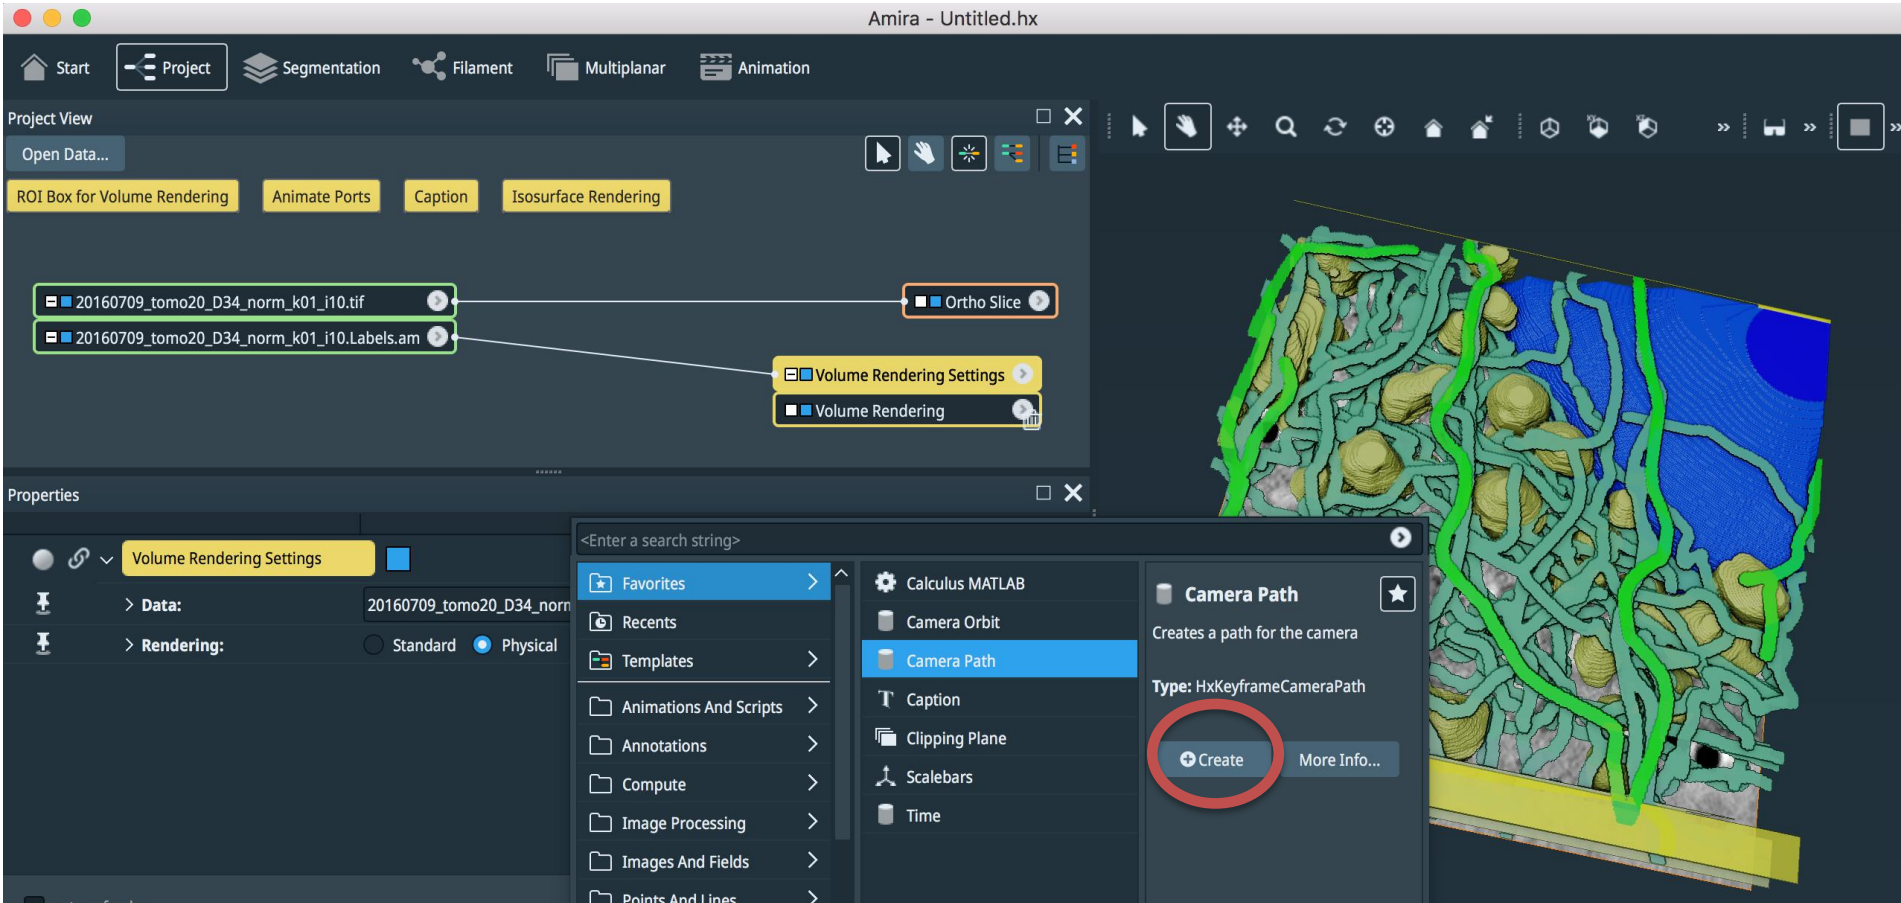 Amira - Untitled.hx
Start Project Segmentation Filament Multiplanar Animation
Project View
Open Data...
ROI Box for Volume Rendering Animate Ports Caption Isosurface Rendering
20160709_tomo20_D34_norm_k01_i10.tif Ortho Slice
20160709_tomo20_D34_norm_k01_i10.Labels.am
Volume Rendering Settings
Volume Rendering
Properties
Volume Rendering Settings
Data: 20160709_tomo20_D34_norn
Rendering: Standard Physical
<Enter a search string>
Favorites
Recents
Templates
Animations And Scripts
Annotations
Compute
Image Processing
Images And Fields
Points And Lines
Calculus MATLAB
Camera Orbit
Camera Path
T Caption
Clipping Plane
Scalebars
Time
Camera Path
Creates a path for the camera
Type: HxKeyframeCameraPath
Create More Info...